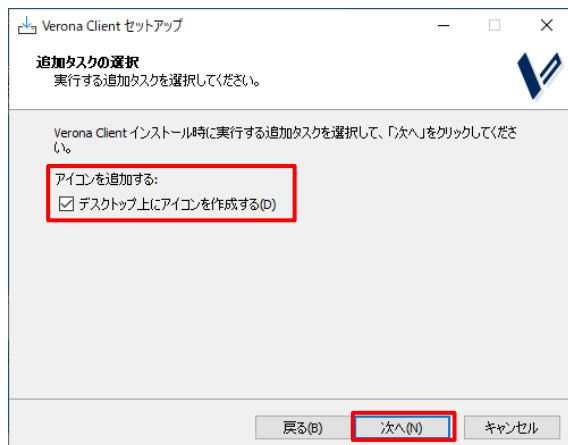 Verona Client セットアップ
追加タスクの選択
実行する追加タスクを選択してください。
Verona Client インストール時に実行する追加タスクを選択して、「次へ」をクリックしてくださ
い。
アイコンを追加する:
デスクトップ上にアイコンを作成する(D)
戻る(B)
次へ(N)
キャンセル